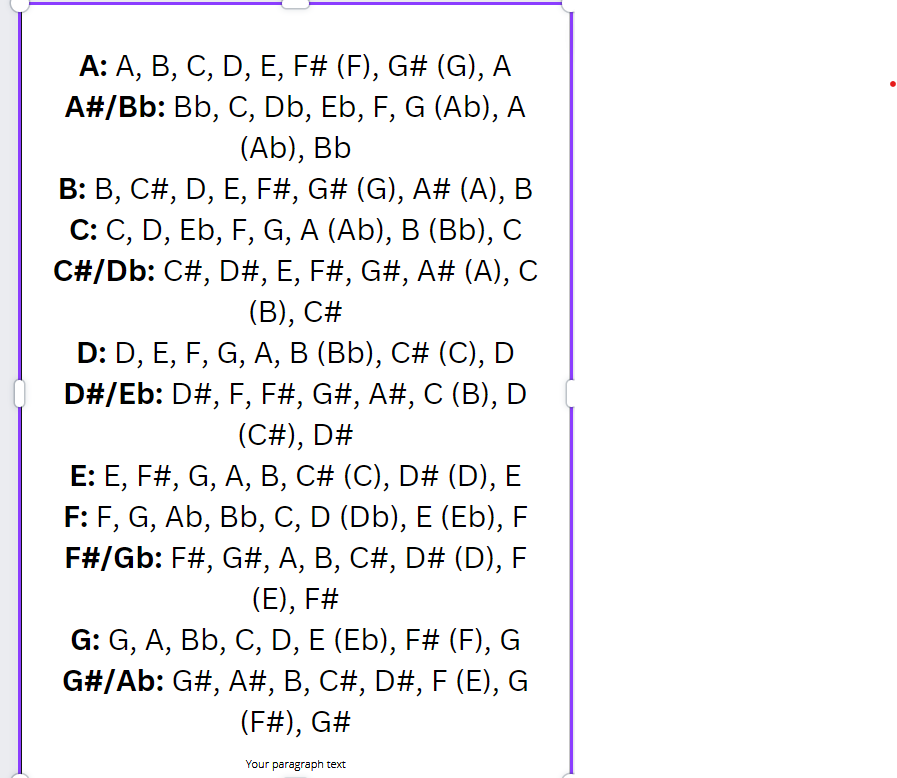 A: A, B, C, D, E, F# (F), G# (G), A
A#/Bb: Bb, C, Db, Eb, F, G (Ab), A
(Ab), Bb
B: B, C#, D, E, F#, G# (G), A# (A), B
C: C, D, Eb, F, G, A (Ab), B (Bb), C
C#/Db: C#, D#, E, F#, G#, A# (A), C
(B), C#
D: D, E, F, G, A, B (Bb), C# (C), D
D#/Eb: D#, F, F#, G#, A#, C (B), D
(C#), D#
E: E, F#, G, A, B, C# (C), D# (D), E
F: F, G, Ab, Bb, C, D (Db), E (Eb), F
F#/Gb: F#, G#, A, B, C#, D# (D), F
(E), F#
G: G, A, Bb, C, D, E (Eb), F# (F), G
G#/Ab: G#, A#, B, C#, D#, F (E), G
(F#), G#
Your paragraph text